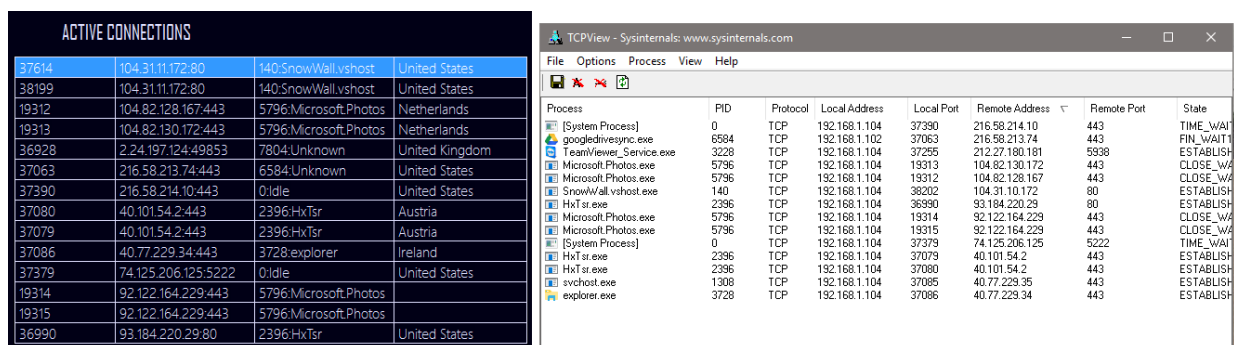 ACTIVE CONNECTIONS
37614 104.31.11.172:80 140:SnowWall.vshost United States
38199 104.31.11.172:80 140:SnowWall.vshost United States
19312 104.82.128.167:443 5796:Microsoft.Photos Netherlands
19313 104.82.130.172:443 5796:Microsoft.Photos Netherlands
36928 2.24.197.124:49853 7804:Unknown United Kingdom
37063 216.58.213.74:443 6584:Unknown United States
37390 216.58.214.10:443 0:Idle United States
37080 40.101.54.2:443 2396:HxTsr Austria
37079 40.101.54.2:443 2396:HxTsr Austria
37086 40.77.229.34:443 3728:explorer Ireland
37379 74.125.206.125:5222 0:Idle United States
19314 92.122.164.229:443 5796:Microsoft.Photos
19315 92.122.164.229:443 5796:Microsoft.Photos
36990 93.184.220.29:80 2396:HxTsr United States
TCPView - Sysinternals: www.sysinternals.com
File Options Process View Help
Process PID Protocol Local Address Local Port Remote Address Remote Port State
[System Process] 0 TCP 192.168.1.104 37390 216.58.214.10 443 TIME_WAI
googledrivesync.exe 6584 TCP 192.168.1.102 37063 216.58.213.74 443 FIN_WAIT1
TeamViewer_Service.exe 3228 TCP 192.168.1.104 37255 212.27.180.181 5938 ESTABLISH
Microsoft.Photos.exe 5796 TCP 192.168.1.104 19313 104.82.130.172 443 CLOSE_WA
Microsoft.Photos.exe 5796 TCP 192.168.1.104 19312 104.82.128.167 443 CLOSE_WA
SnowWall.vshost.exe 140 TCP 192.168.1.104 38202 104.31.10.172 80 ESTABLISH
HxTsr.exe 2396 TCP 192.168.1.104 36990 93.184.220.29 80 ESTABLISH
Microsoft.Photos.exe 5796 TCP 192.168.1.104 19314 92.122.164.229 443 CLOSE_WA
Microsoft.Photos.exe 5796 TCP 192.168.1.104 19315 92.122.164.229 443 CLOSE_WA
[System Process] 0 TCP 192.168.1.104 37379 74.125.206.125 5222 TIME_WAI
HxTsr.exe 2396 TCP 192.168.1.104 37079 40.101.54.2 443 ESTABLISH
HxTsr.exe 2396 TCP 192.168.1.104 37080 40.101.54.2 443 ESTABLISH
svchost.exe 1308 TCP 192.168.1.104 37085 40.77.229.35 443 ESTABLISH
explorer.exe 3728 TCP 192.168.1.104 37086 40.77.229.34 443 ESTABLISH